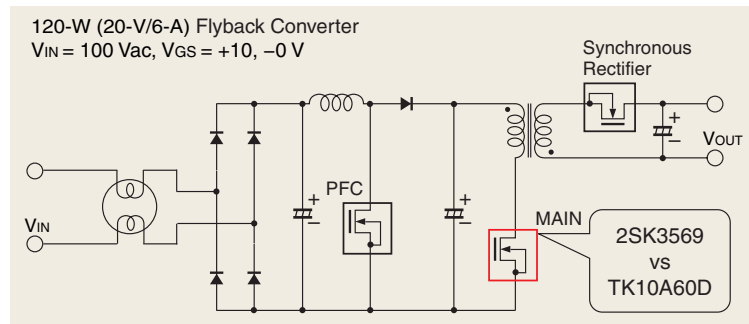 120-W (20-V/6-A) Flyback Converter
VIN = 100 Vac, VGS = +10, −0 V
Synchronous
Rectifier
+
−
VOUT
PFC
+
−
+
−
VIN
MAIN
2SK3569
vs
TK10A60D